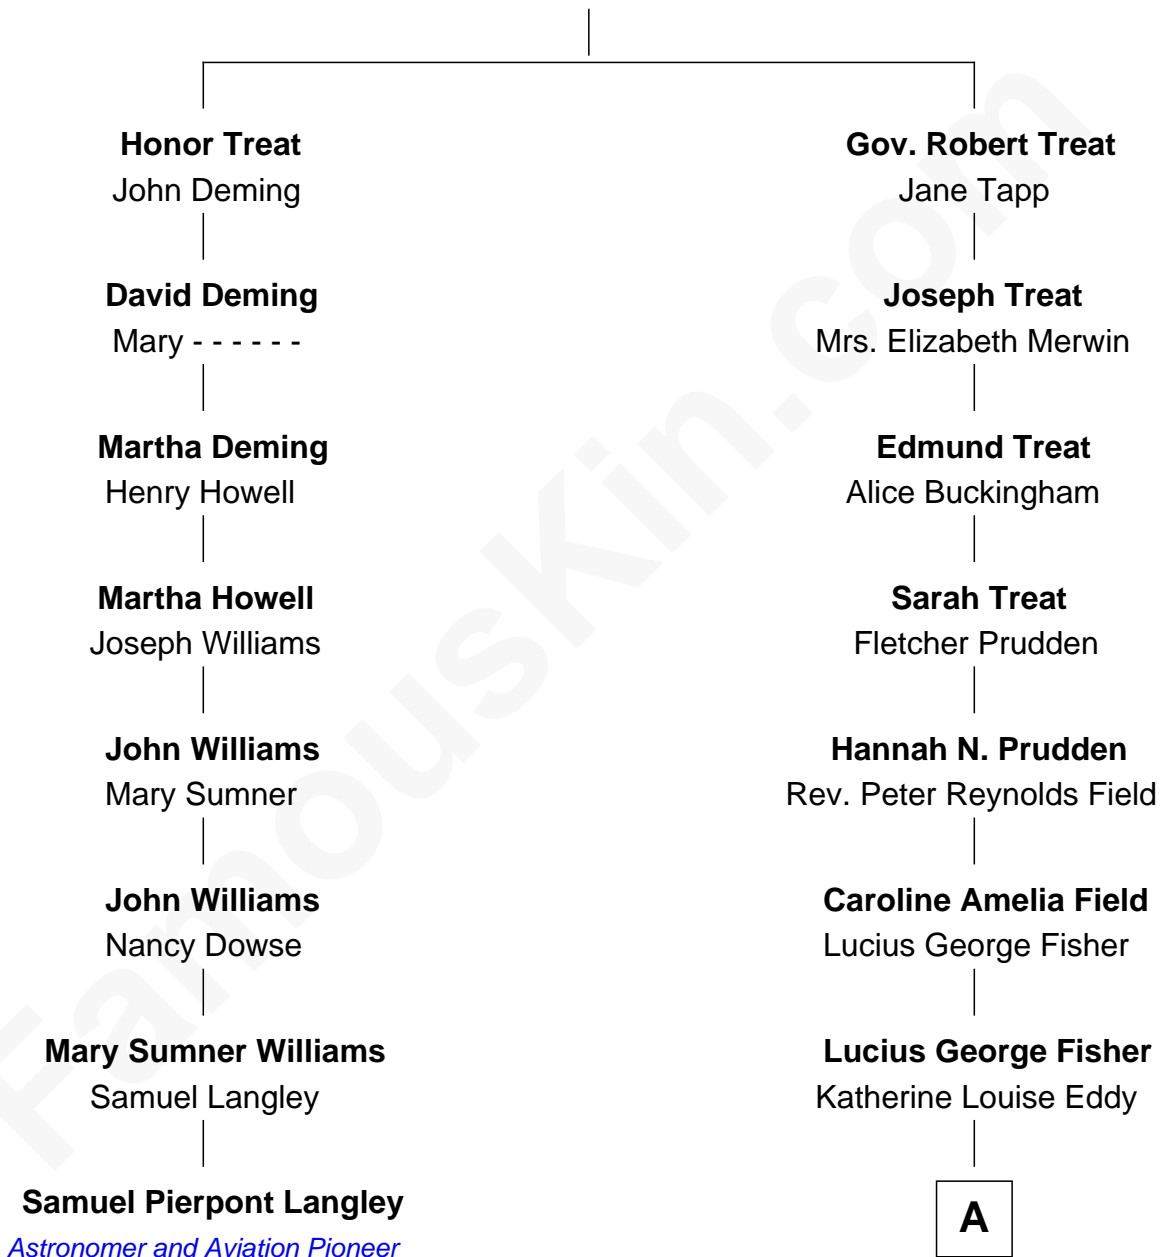 Honor Treat
John Deming
David Deming
Mary - - - - - -
Martha Deming
Henry Howell
Martha Howell
Joseph Williams
John Williams
Mary Sumner
John Williams
Nancy Dowse
Mary Sumner Williams
Samuel Langley
Samuel Pierpont Langley
Astronomer and Aviation Pioneer
Gov. Robert Treat
Jane Tapp
Joseph Treat
Mrs. Elizabeth Merwin
Edmund Treat
Alice Buckingham
Sarah Treat
Fletcher Prudden
Hannah N. Prudden
Rev. Peter Reynolds Field
Caroline Amelia Field
Lucius George Fisher
Lucius George Fisher
Katherine Louise Eddy
A
FamousKin.com